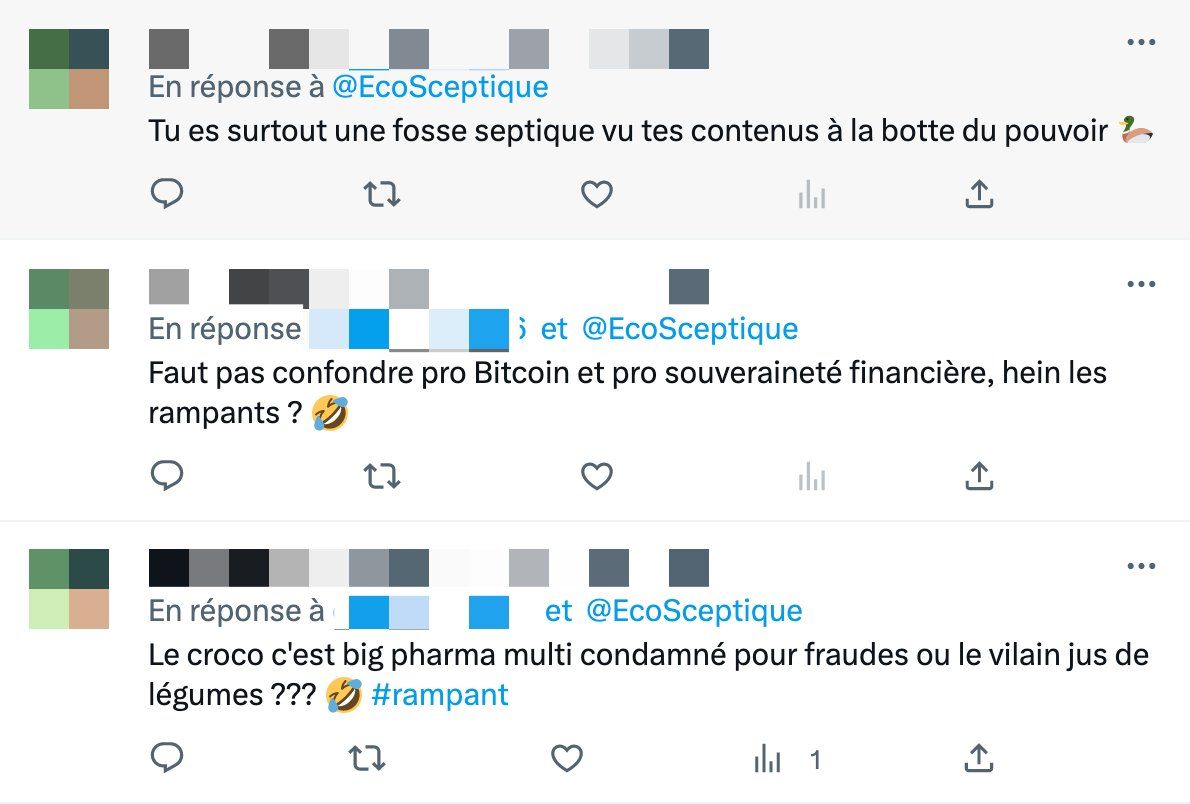 En réponse à @EcoSceptique
Tu es surtout une fosse septique vu tes contenus à la botte du pouvoir
En réponse et @EcoSceptique
Faut pas confondre pro Bitcoin et pro souveraineté financière, hein les
rampants ? 🤣
En réponse à et @EcoSceptique
Le croco c'est big pharma multi condamné pour fraudes ou le vilain jus de
légumes ??? 🤣 #rampant
1